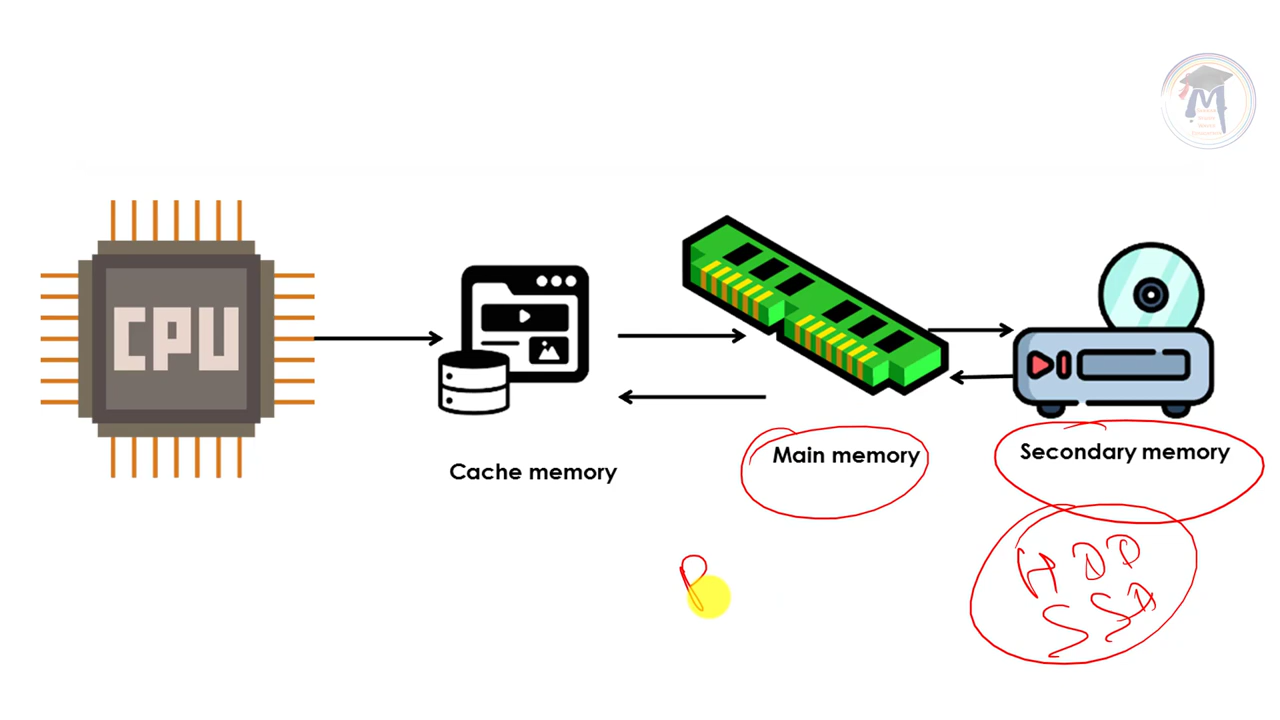 M
CPU
Cache memory
Main memory
Secondary memory
HDD
SSD
R